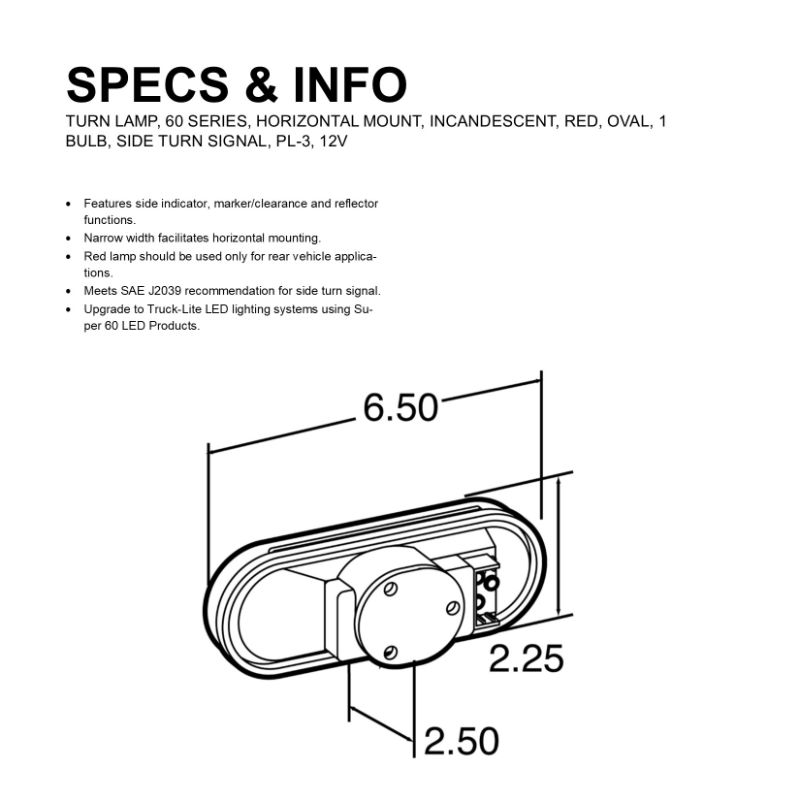 SPECS & INFO
TURN LAMP, 60 SERIES, HORIZONTAL MOUNT, INCANDESCENT, RED, OVAL, 1
BULB, SIDE TURN SIGNAL, PL-3, 12V
• Features side indicator, marker/clearance and reflector
functions.
• Narrow width facilitates horizontal mounting.
• Red lamp should be used only for rear vehicle applica-
tions.
• Meets SAE J2039 recommendation for side turn signal.
• Upgrade to Truck-Lite LED lighting systems using Su-
per 60 LED Products.
6.50
2.25
2.50